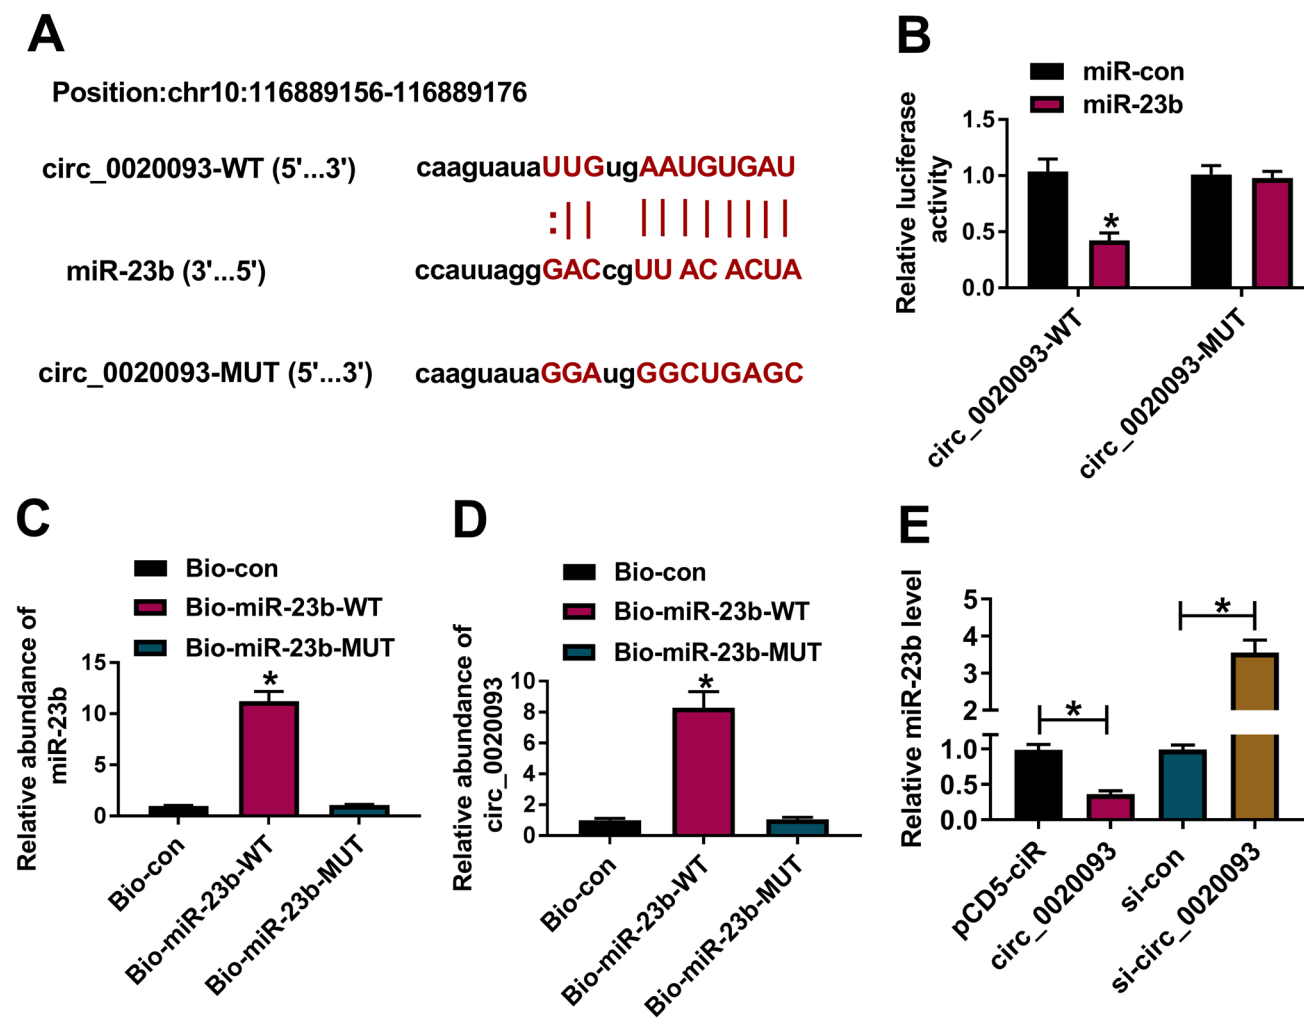 A
Position:chr10:116889156-116889176
circ_0020093-WT (5'...3') caaguauaUUGugAAUGUGAU
:|| ||||||||
miR-23b (3'...5') ccauuaggGACcgUU AC ACUA
circ_0020093-MUT (5'...3') caaguauaGGAugGGCUGAGC
B
miR-con
miR-23b
Relative luciferase
activity
1.5
1.0
0.5
0.0
*
circ_0020093-WT
circ_0020093-MUT
C
Bio-con
Bio-miR-23b-WT
Bio-miR-23b-MUT
Relative abundance of
miR-23b
15
10
5
0
*
Bio-con
Bio-miR-23b-WT
Bio-miR-23b-MUT
D
Bio-con
Bio-miR-23b-WT
Bio-miR-23b-MUT
Relative abundance of
circ_0020093
10
8
6
4
2
0
*
Bio-con
Bio-miR-23b-WT
Bio-miR-23b-MUT
E
Relative miR-23b level
5
4
3
2
1.0
0.5
0.0
*
*
pCD5-ciR
circ_0020093
si-con
si-circ_0020093